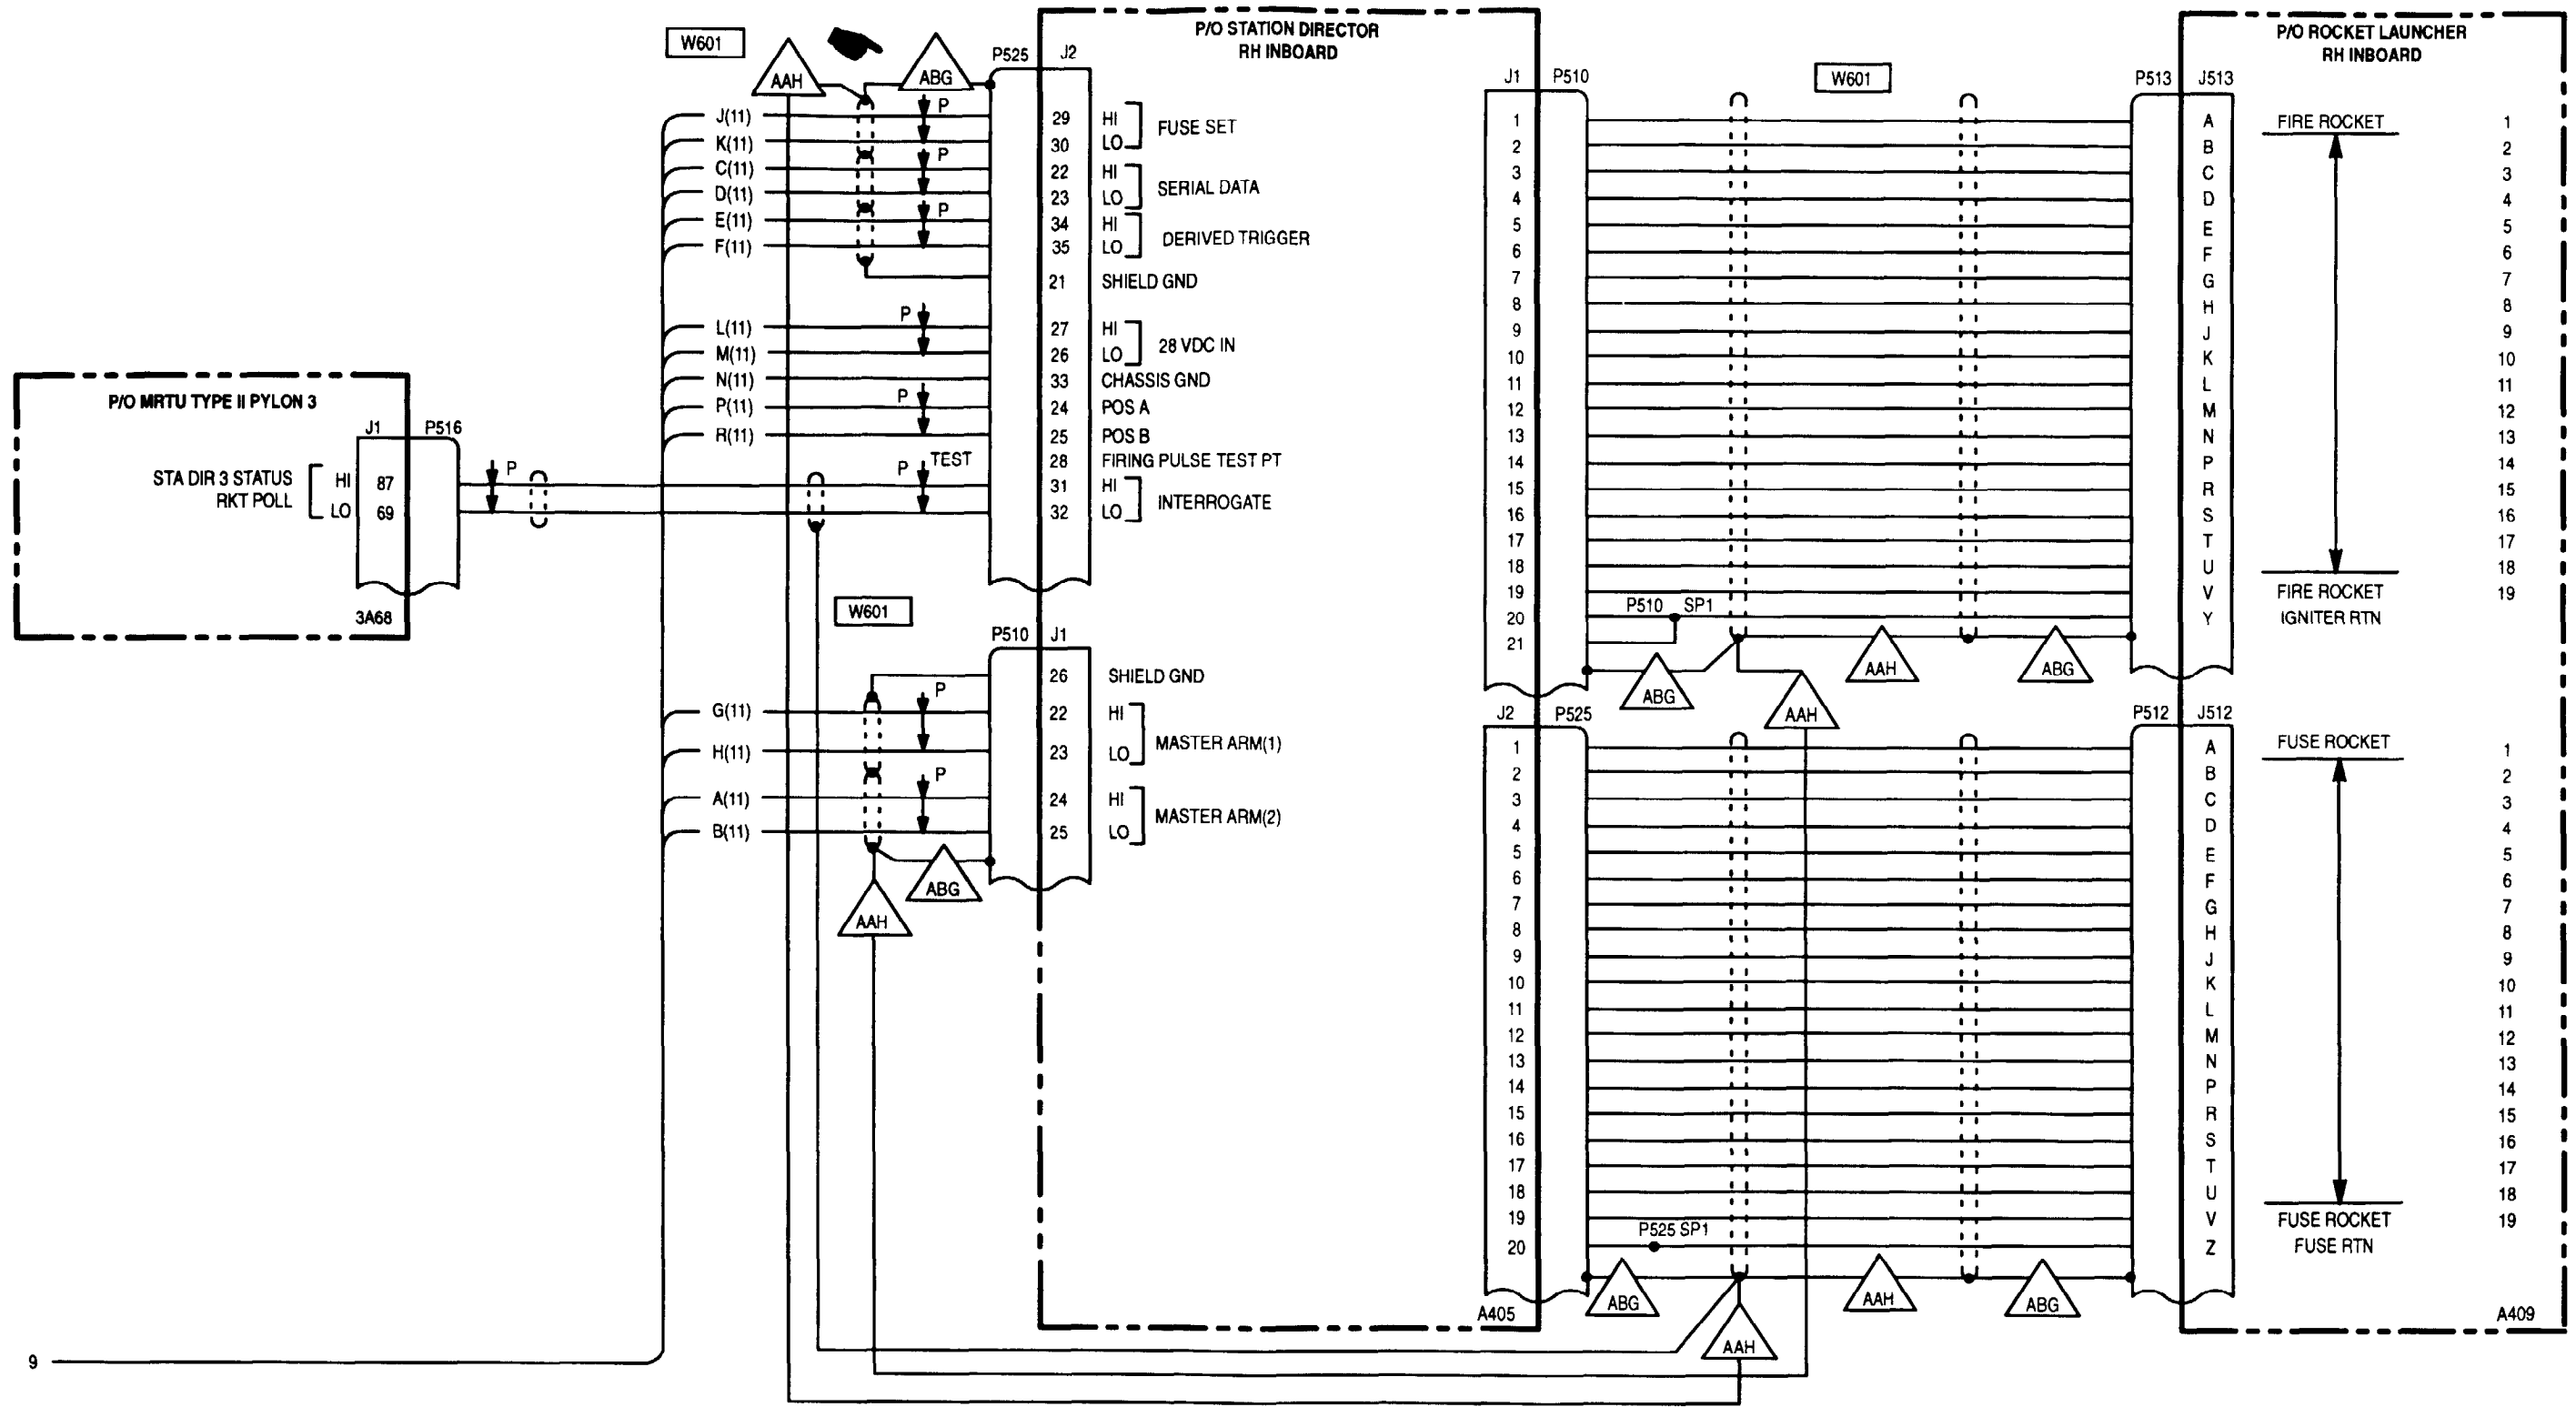 W601
AAH
ABG
P525 J2
P/O STATION DIRECTOR
RH INBOARD
J(11) P 29 HI
FUSE SET
K(11) 30 LO
C(11) P 22 HI
SERIAL DATA
D(11) 23 LO
E(11) P 34 HI
DERIVED TRIGGER
F(11) 35 LO
21 SHIELD GND
L(11) P 27 HI
28 VDC IN
M(11) 26 LO
N(11) 33 CHASSIS GND
P(11) P 24 POS A
R(11) 25 POS B
TEST 28 FIRING PULSE TEST PT
P 31 HI
INTERROGATE
32 LO
P/O MRTU TYPE II PYLON 3
J1 P516
STA DIR 3 STATUS
RKT POLL
HI 87 P
LO 69
3A68
W601
P510 J1
26 SHIELD GND
G(11) P 22 HI
MASTER ARM(1)
H(11) 23 LO
A(11) P 24 HI
MASTER ARM(2)
B(11) 25 LO
ABG
AAH
9
J1 P510
W601
P513 J513
P/O ROCKET LAUNCHER
RH INBOARD
1 A FIRE ROCKET 1
2 B 2
3 C 3
4 D 4
5 E 5
6 F 6
7 G 7
8 H 8
9 J 9
10 K 10
11 L 11
12 M 12
13 N 13
14 P 14
15 R 15
16 S 16
17 T 17
18 U 18
19 V FIRE ROCKET 19
P510 SP1
20 Y IGNITER RTN
21
ABG
AAH
AAH
ABG
J2 P525
P512 J512
1 A FUSE ROCKET 1
2 B 2
3 C 3
4 D 4
5 E 5
6 F 6
7 G 7
8 H 8
9 J 9
10 K 10
11 L 11
12 M 12
13 N 13
14 P 14
15 R 15
16 S 16
17 T 17
18 U 18
19 V FUSE ROCKET 19
P525 SP1
20 Z FUSE RTN
ABG
AAH
AAH
ABG
A405
A409